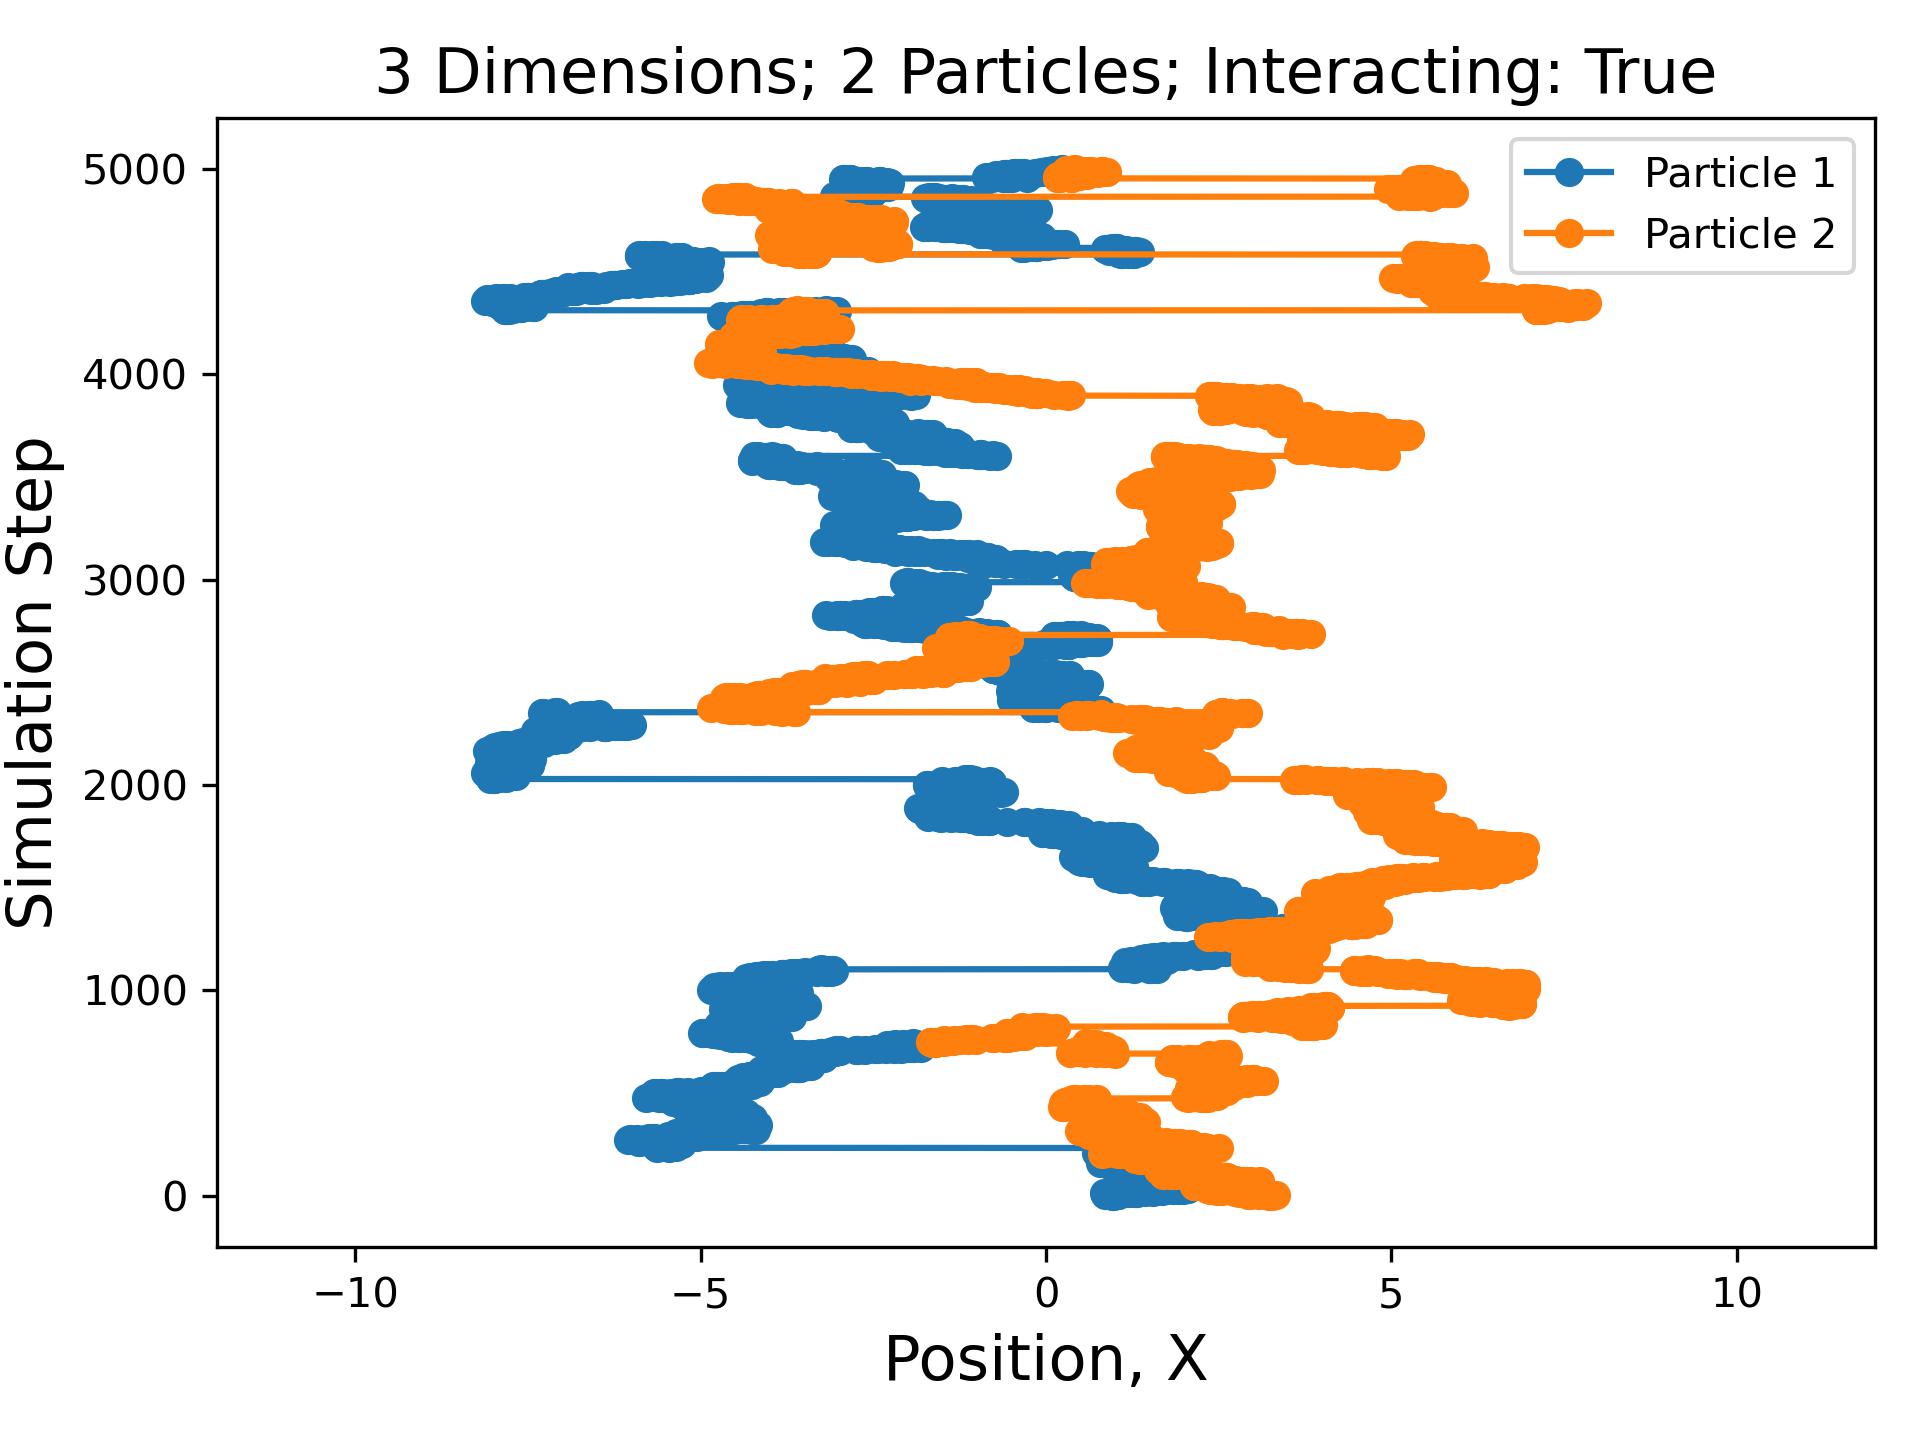 3 Dimensions; 2 Particles; Interacting: True
Particle 1
Particle 2
Simulation Step
5000
4000
3000
2000
1000
0
−10
−5
0
5
10
Position, X